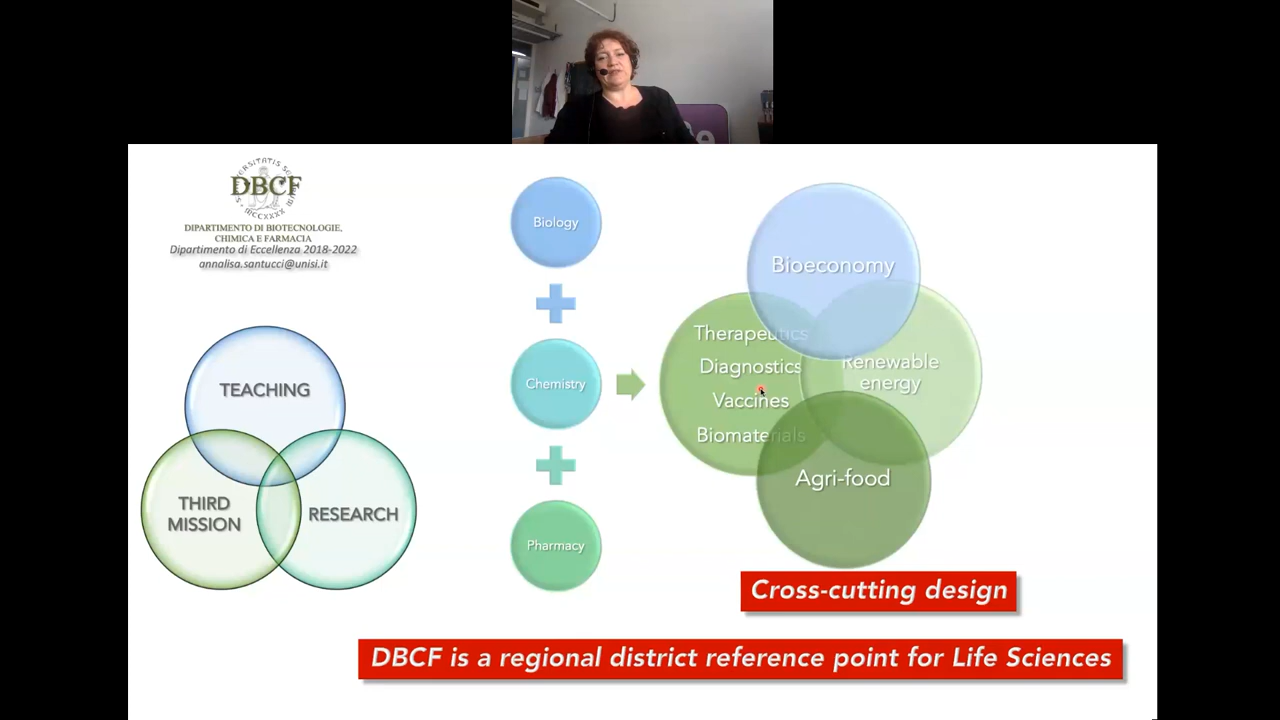 DBCF
DIPARTIMENTO DI BIOTECNOLOGIE,
CHIMICA E FARMACIA
Dipartimento di Eccellenza 2018-2022
annalisa.santucci@unisi.it
TEACHING
THIRD
MISSION
RESEARCH
Biology
Chemistry
Pharmacy
Bioeconomy
Therapeutics
Diagnostics
Vaccines
Biomaterials
Renewable
energy
Agri-food
Cross-cutting design
DBCF is a regional district reference point for Life Sciences